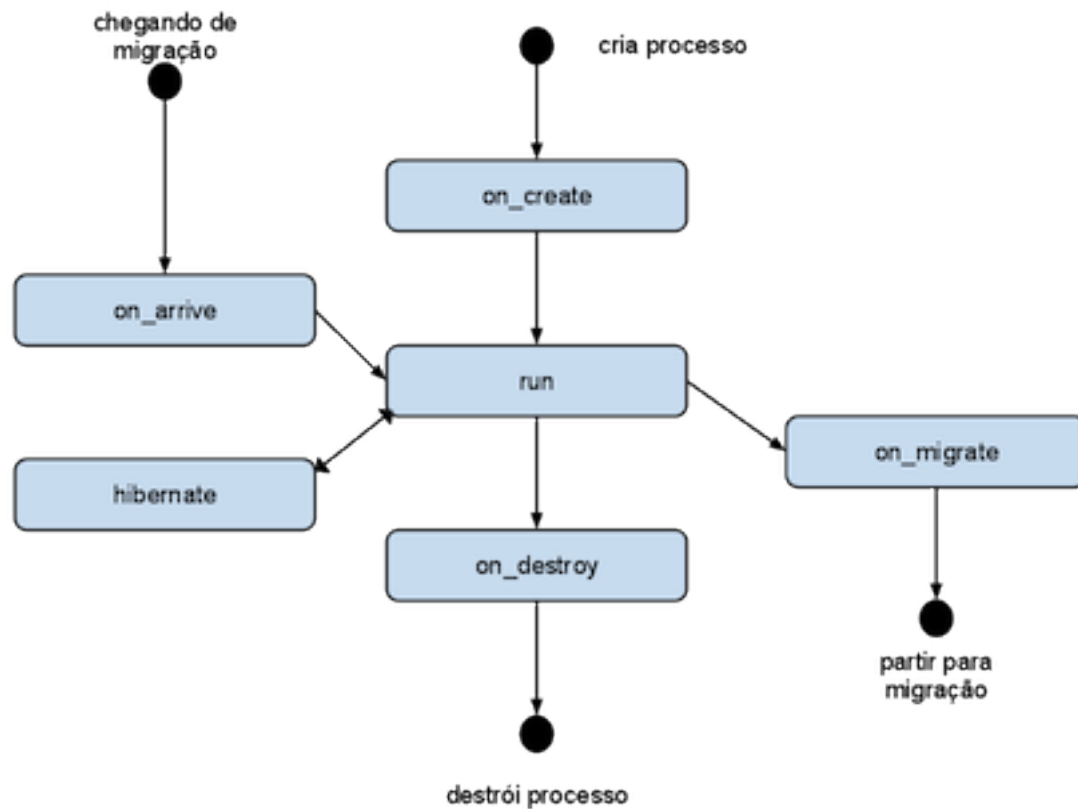 chegando de
migração
cria processo
on_create
on_arrive
run
on_migrate
hibernate
on_destroy
partir para
migração
destrói processo